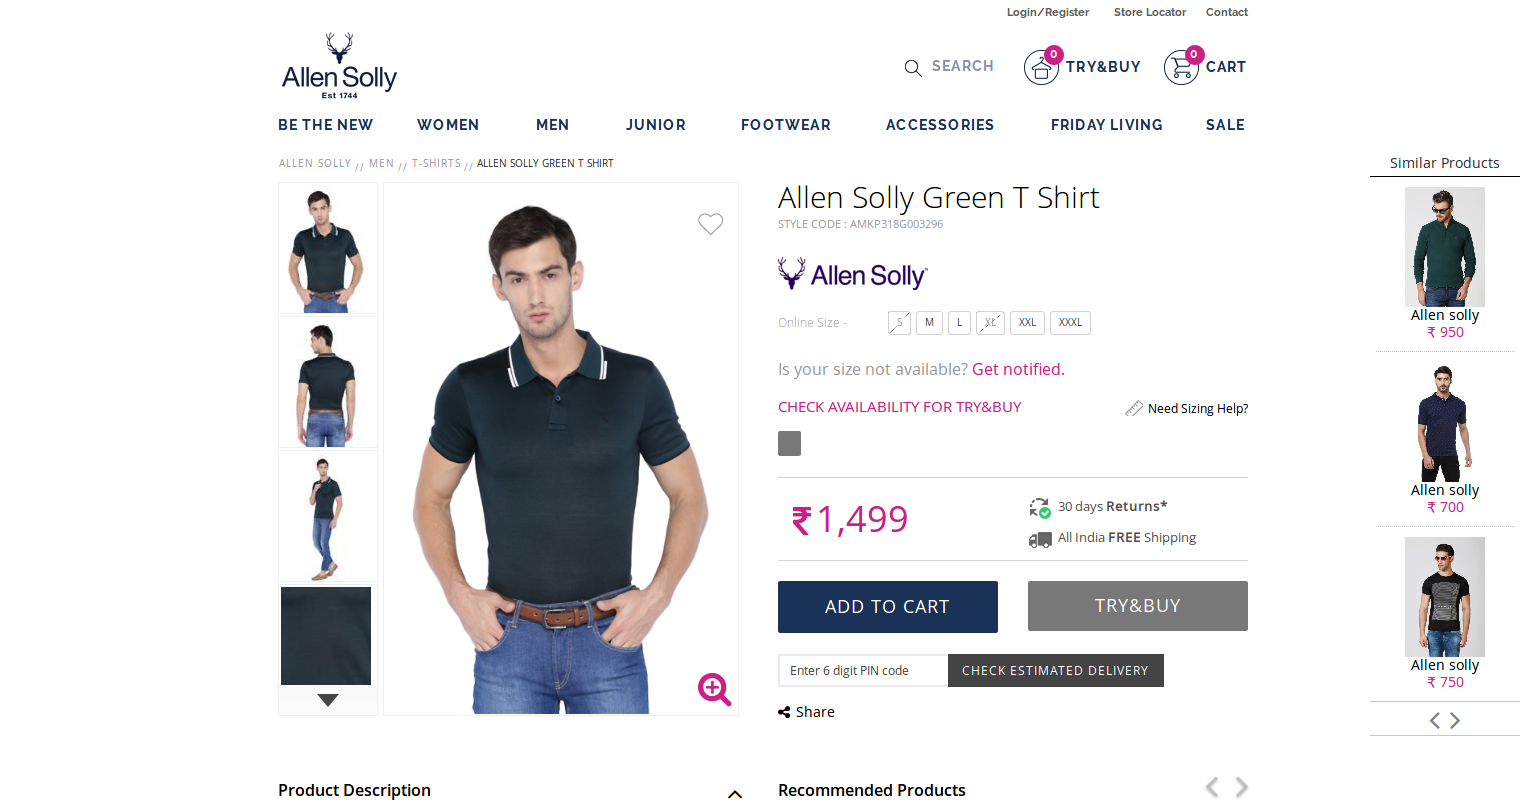 Login/Register Store Locator Contact
Allen Solly
Est 1744
SEARCH
0
TRY&BUY
0
CART
BE THE NEW WOMEN MEN JUNIOR FOOTWEAR ACCESSORIES FRIDAY LIVING SALE
ALLEN SOLLY // MEN // T-SHIRTS // ALLEN SOLLY GREEN T SHIRT
Allen Solly Green T Shirt
STYLE CODE : AMKP318G003296
Allen Solly™
Online Size - S M L XL XXL XXXL
Is your size not available? Get notified.
CHECK AVAILABILITY FOR TRY&BUY
Need Sizing Help?
₹ 1,499
30 days Returns*
All India FREE Shipping
ADD TO CART
TRY&BUY
Enter 6 digit PIN code
CHECK ESTIMATED DELIVERY
Share
Product Description
Recommended Products
Similar Products
Allen solly
₹ 950
Allen solly
₹ 700
Allen solly
₹ 750